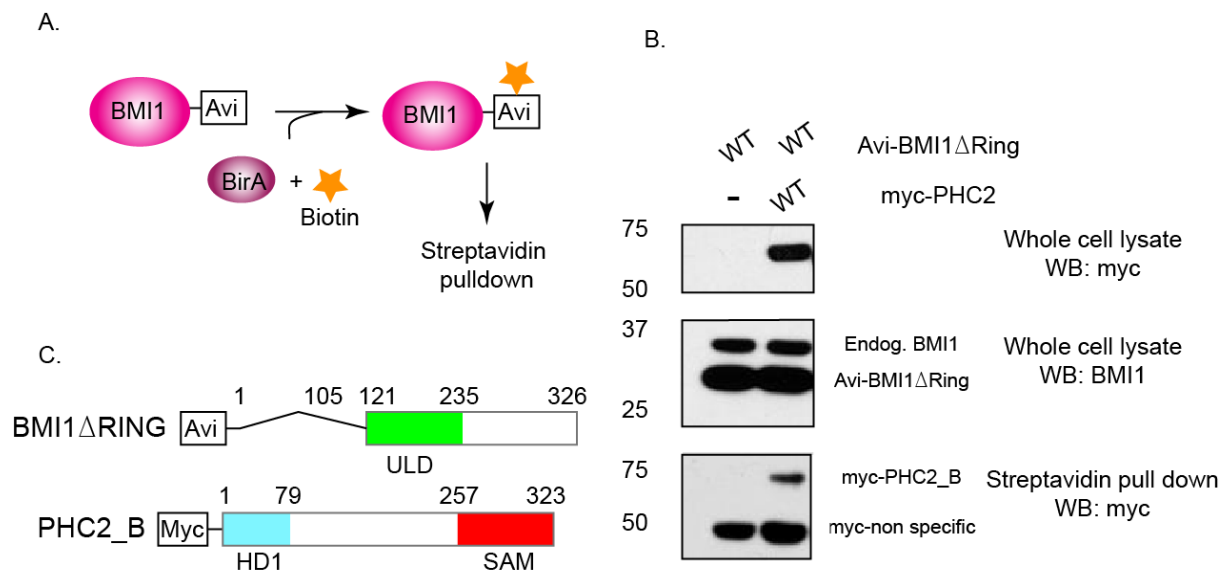 A.
BMI1
Avi
BMI1
Avi
BirA + Biotin
Streptavidin
pulldown
B.
WT WT Avi-BMI1ΔRing
- WT myc-PHC2
75
50
Whole cell lysate
WB: myc
37
25
Endog. BMI1
Avi-BMI1ΔRing
Whole cell lysate
WB: BMI1
75
50
myc-PHC2_B
myc-non specific
Streptavidin pull down
WB: myc
C.
1 105 121 235 326
BMI1ΔRING Avi
ULD
1 79 257 323
PHC2_B Myc
HD1 SAM